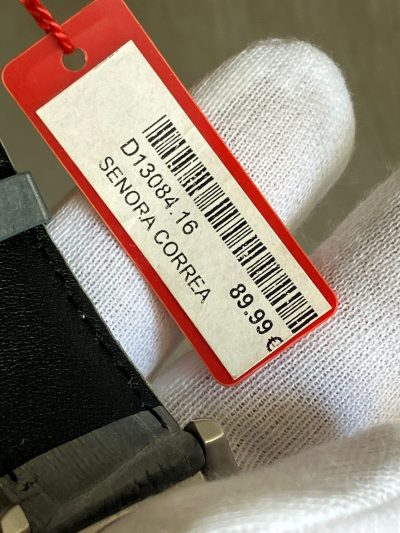 D13084.16
SENORA CORREA
89.99 €